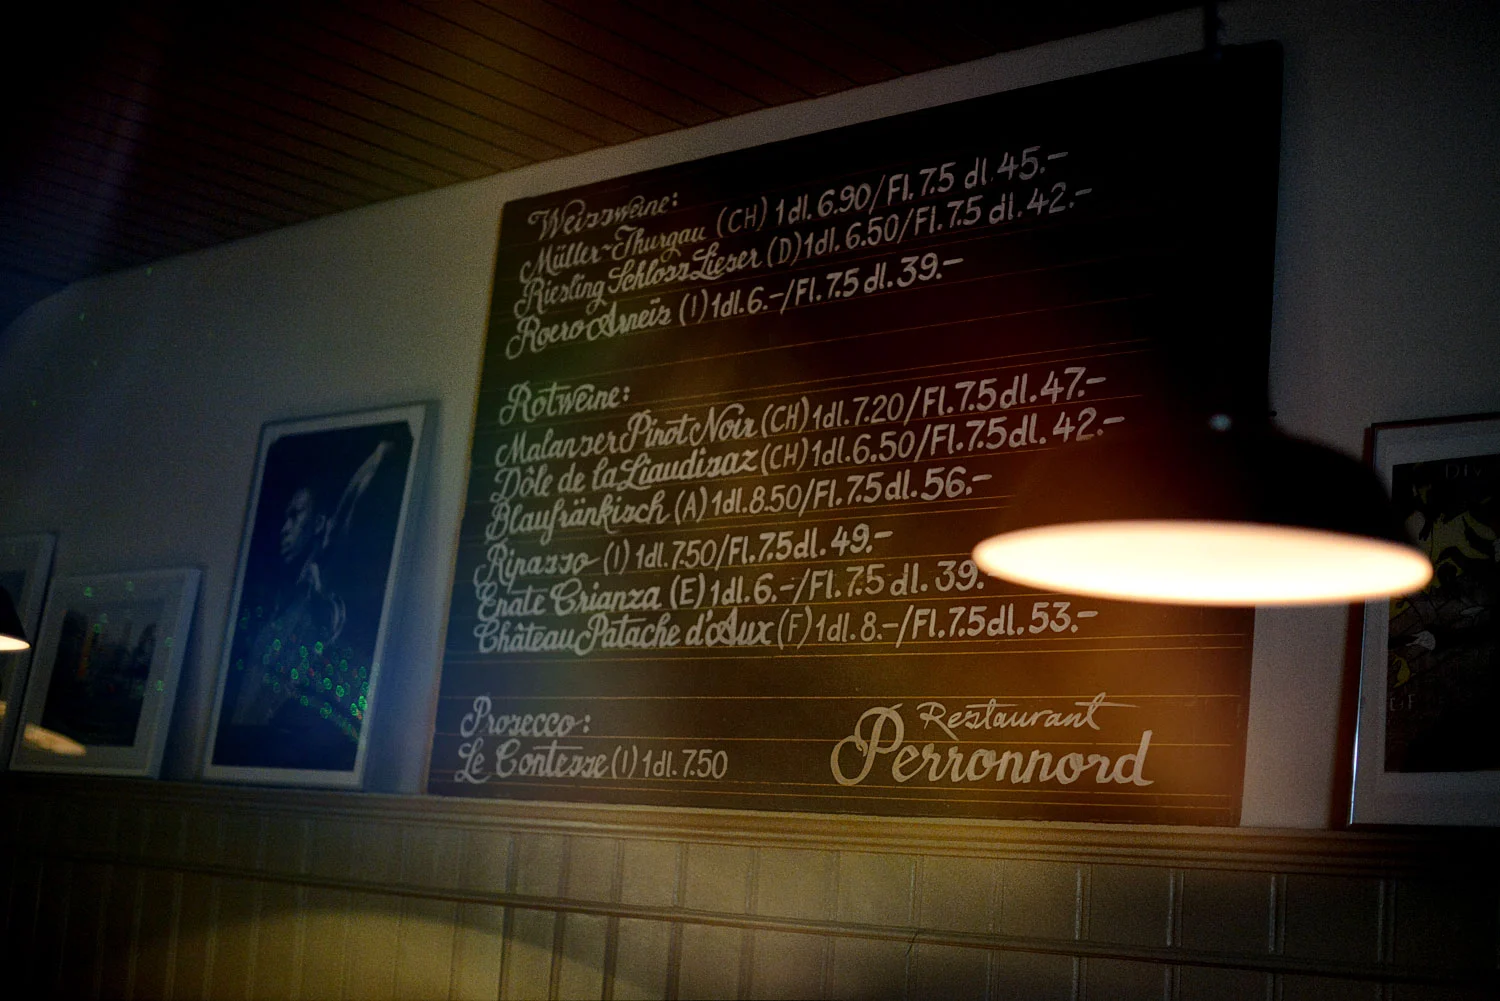 Weissweine:
Müller-Thurgau (CH) 1dl. 6.90/Fl. 7.5 dl. 45.-
Riesling Schloss Lieser (D) 1dl. 6.50/Fl. 7.5 dl. 42.-
Roero Arneis (I) 1dl. 6.-/Fl. 7.5 dl. 39.-
Rotweine:
Malanser Pinot Noir (CH) 1dl. 7.20/Fl. 7.5 dl. 47.-
Dôle de la Liaudisaz (CH) 1dl. 6.50/Fl. 7.5 dl. 42.-
Blaufränkisch (A) 1dl. 8.50/Fl. 7.5 dl. 56.-
Ripasso (I) 1dl. 7.50/Fl. 7.5 dl. 49.-
Enate Crianza (E) 1dl. 6.-/Fl. 7.5 dl. 39.
Château Patache d'Aux (F) 1dl. 8.-/Fl. 7.5 dl. 53.-
Prosecco:
Le Contesse (I) 1dl. 7.50
Restaurant
Perronnord